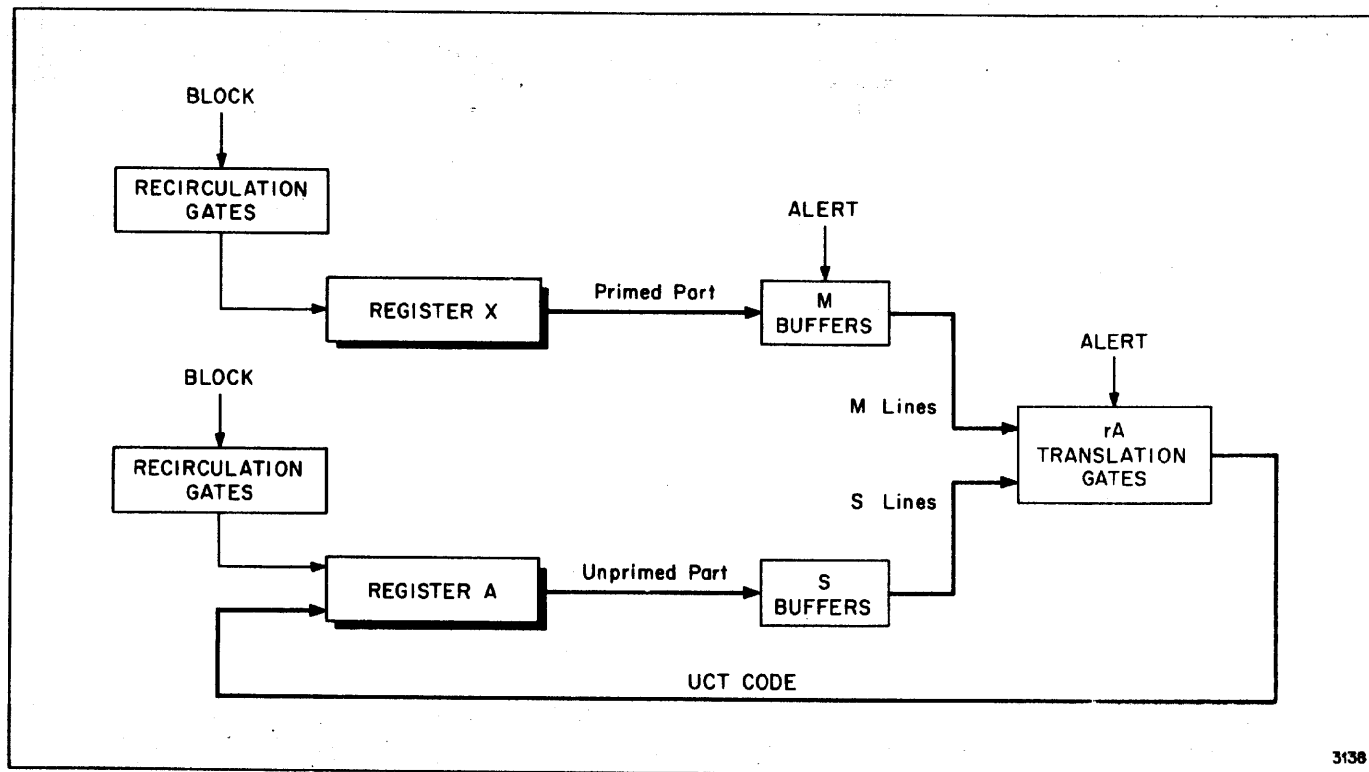 BLOCK
RECIRCULATION
GATES
ALERT
REGISTER X
Primed Part
M
BUFFERS
ALERT
BLOCK
M Lines
rA
TRANSLATION
GATES
RECIRCULATION
GATES
S Lines
REGISTER A
Unprimed Part
S
BUFFERS
UCT CODE
3138